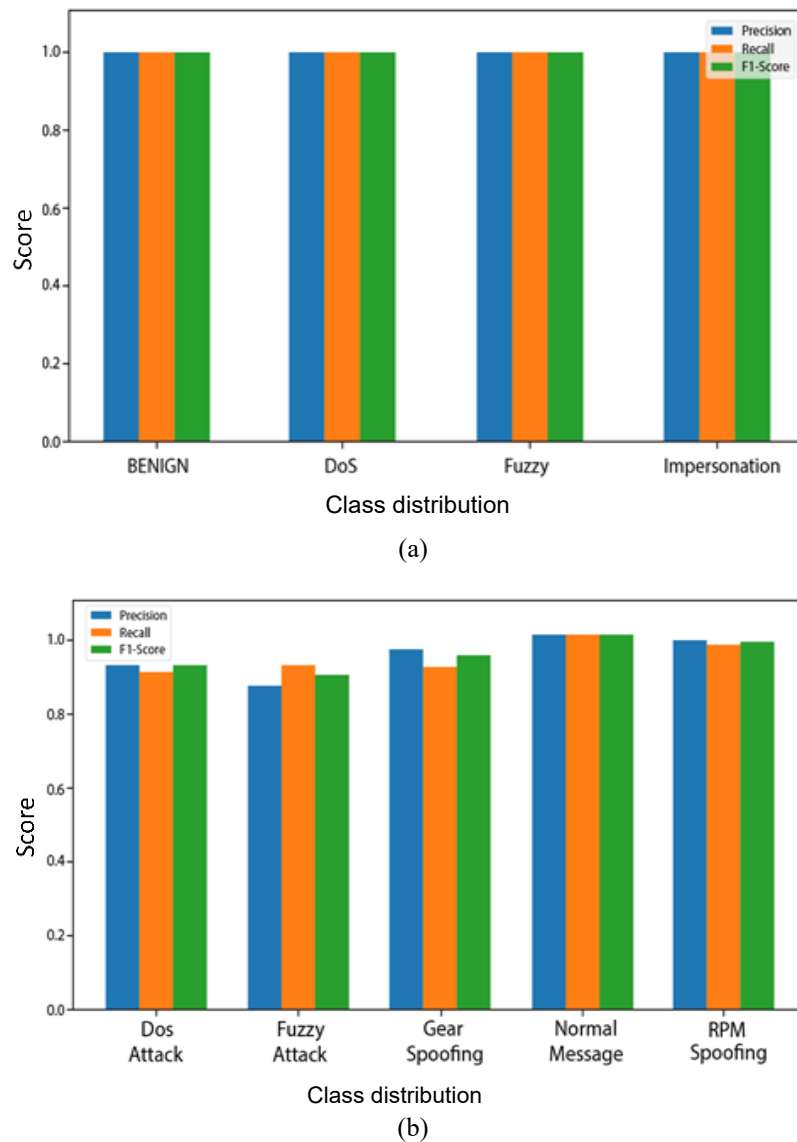 Precision
Recall
F1-Score
1.0
0.8
0.6
0.4
0.2
0.0
Score
BENIGN DoS Fuzzy Impersonation
Class distribution
(a)
Precision
Recall
F1-Score
1.0
0.8
0.6
0.4
0.2
0.0
Score
Dos Fuzzy Gear Normal RPM
Attack Attack Spoofing Message Spoofing
Class distribution
(b)